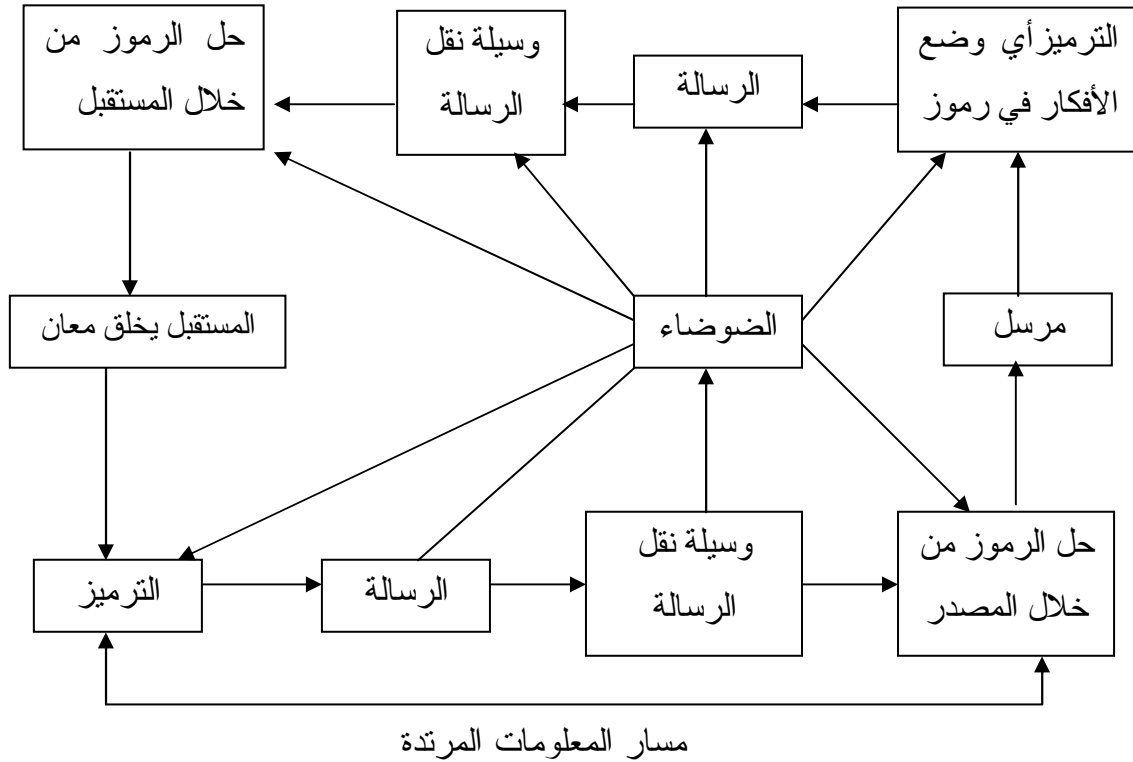 الترميزأي وضع
الأفكار في رموز
الرسالة
وسيلة نقل
الرسالة
حل الرموز من
خلال المستقبل
مرسل
الضوضاء
المستقبل يخلق معان
حل الرموز من
خلال المصدر
وسيلة نقل
الرسالة
الرسالة
الترميز
مسار المعلومات المرتدة